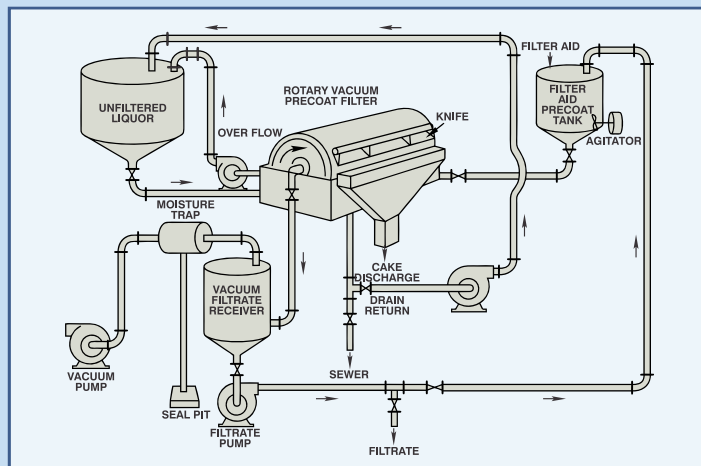 FILTER AID
UNFILTERED
LIQUOR
ROTARY VACUUM
PRECOAT FILTER
FILTER
AID
PRECOAT
TANK
KNIFE
OVER FLOW
AGITATOR
MOISTURE
TRAP
CAKE
DISCHARGE
VACUUM
FILTRATE
RECEIVER
DRAIN
RETURN
VACUUM
PUMP
SEWER
SEAL PIT
FILTRATE
PUMP
FILTRATE